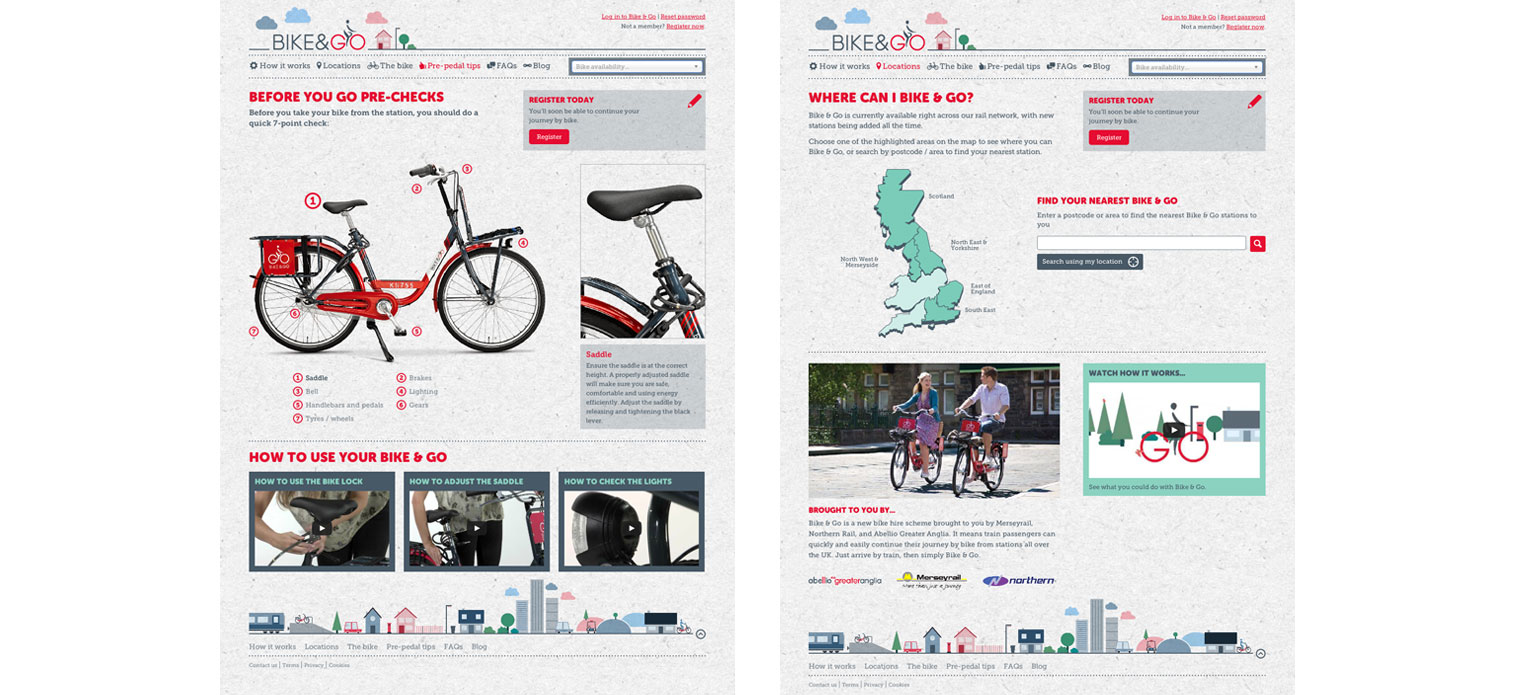 Log in to Bike & Go | Reset password
Not a member? Register now.
BIKE&GO
How it works Locations The bike Pre-pedal tips FAQs Blog
Bike availability...
BEFORE YOU GO PRE-CHECKS
Before you take your bike from the station, you should do a
quick 7-point check:
REGISTER TODAY
You'll soon be able to continue your
journey by bike.
Register
1
2
3
4
5
6
7
K1:755
Saddle
Ensure the saddle is at the correct
height. A properly adjusted saddle
will make sure you are safe,
comfortable and using energy
efficiently. Adjust the saddle by
releasing and tightening the black
lever.
1 Saddle
2 Brakes
3 Bell
4 Lighting
5 Handlebars and pedals
6 Gears
7 Tyres / wheels
HOW TO USE YOUR BIKE & GO
HOW TO USE THE BIKE LOCK
HOW TO ADJUST THE SADDLE
HOW TO CHECK THE LIGHTS
How it works Locations The bike Pre-pedal tips FAQs Blog
Contact us | Terms | Privacy | Cookies
Log in to Bike & Go | Reset password
Not a member? Register now.
BIKE&GO
How it works Locations The bike Pre-pedal tips FAQs Blog
Bike availability...
WHERE CAN I BIKE & GO?
Bike & Go is currently available right across our rail network, with new
stations being added all the time.
Choose one of the highlighted areas on the map to see where you can
Bike & Go, or search by postcode / area to find your nearest station.
REGISTER TODAY
You'll soon be able to continue your
journey by bike.
Register
Scotland
North East &
Yorkshire
North West &
Merseyside
East of
England
South East
FIND YOUR NEAREST BIKE & GO
Enter a postcode or area to find the nearest Bike & Go stations to
you
Search using my location
WATCH HOW IT WORKS...
GO
See what you could do with Bike & Go.
BROUGHT TO YOU BY...
Bike & Go is a new bike hire scheme brought to you by Merseyrail,
Northern Rail, and Abellio Greater Anglia. It means train passengers can
quickly and easily continue their journey by bike from stations all over
the UK. Just arrive by train, then simply Bike & Go.
abellio greateranglia
Merseyrail
More than just a journey
northern
How it works Locations The bike Pre-pedal tips FAQs Blog
Contact us | Terms | Privacy | Cookies